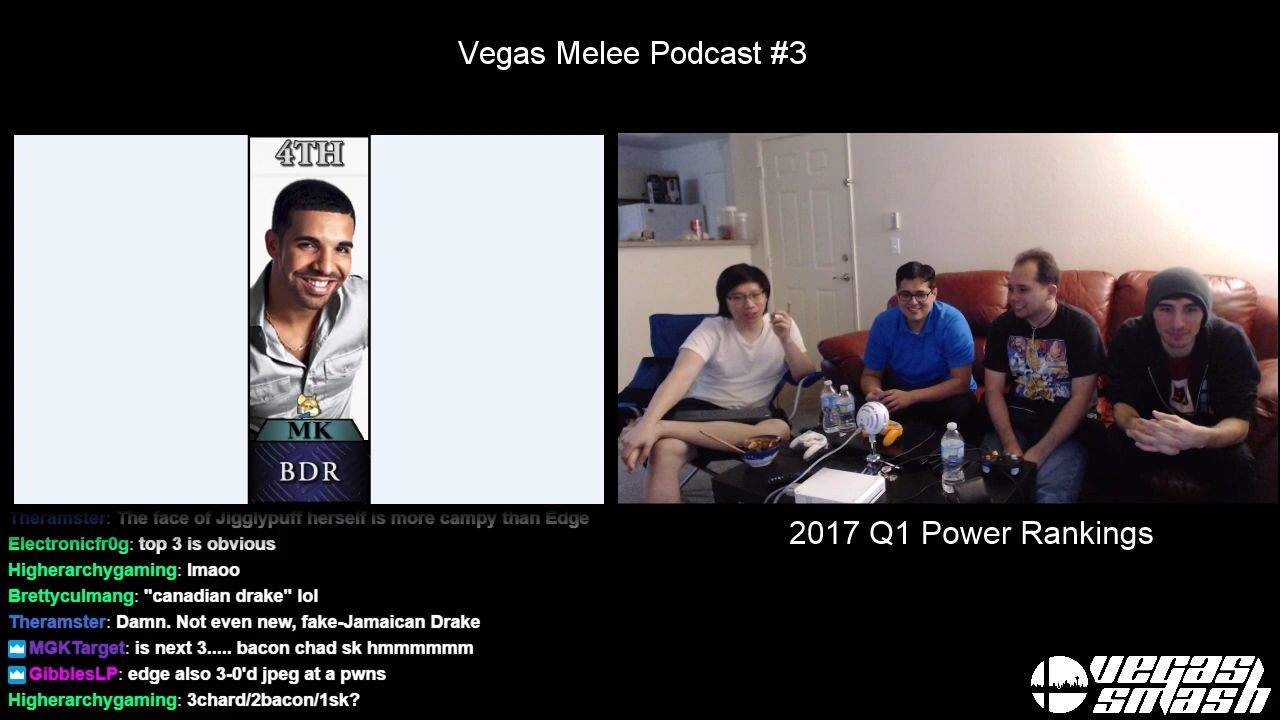 Vegas Melee Podcast #3
4TH
MK
BDR
Theramster: The face of Jigglypuff herself is more campy than Edge
Electronicfr0g: top 3 is obvious
Higherarchygaming: lmaoo
Brettyculmang: "canadian drake" lol
Theramster: Damn. Not even new, fake-Jamaican Drake
MGKTarget: is next 3..... bacon chad sk hmmmmmm
GibblesLP: edge also 3-0'd jpeg at a pwns
Higherarchygaming: 3chard/2bacon/1sk?
2017 Q1 Power Rankings
VEGAS
SMASH